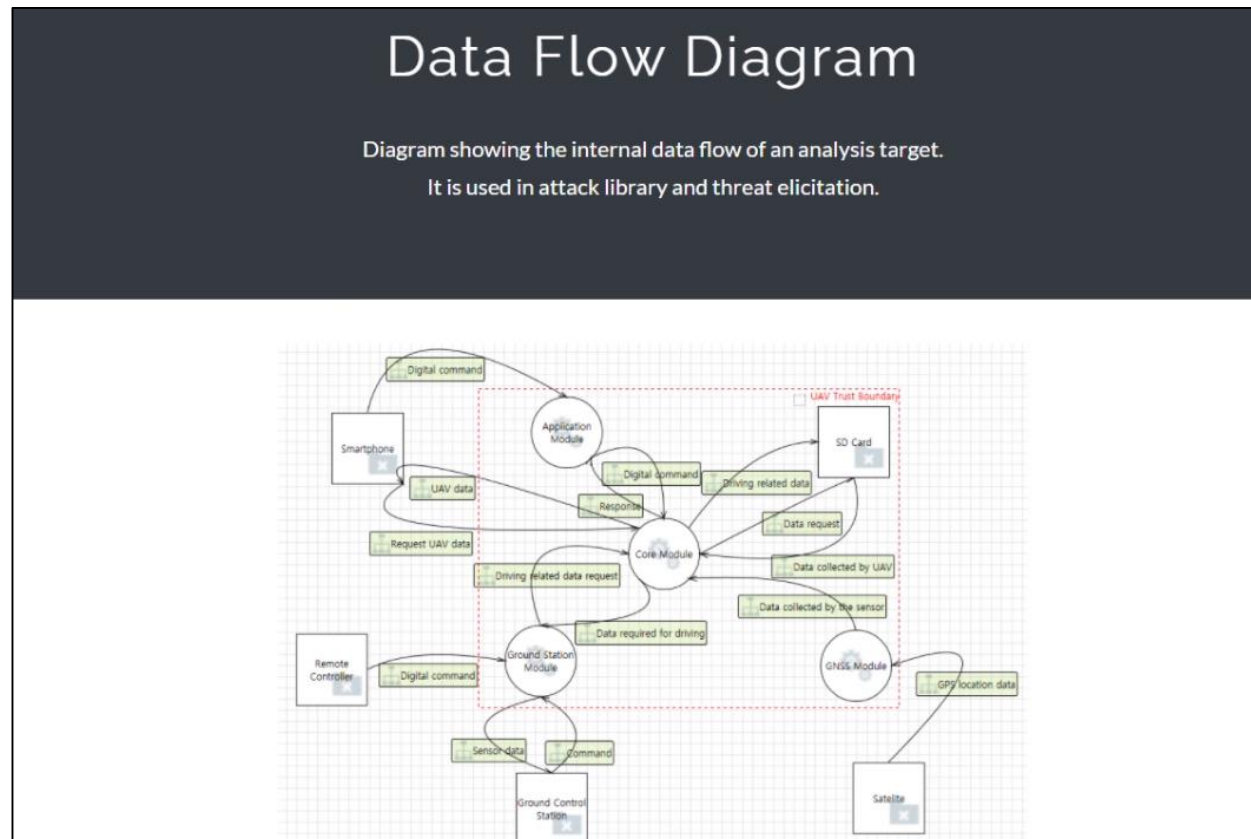 Data Flow Diagram
Diagram showing the internal data flow of an analysis target.
It is used in attack library and threat elicitation.
Digital command
UAV Trust Boundary
Application
Module
SD Card
Smartphone
Digital command
Driving related data
UAV data
Response
Data request
Request UAV data
Core Module
Data collected by UAV
Driving related data request
Data collected by the sensor
Data required for driving
Ground Station
Module
Remote
Controller
GNSS Module
Digital command
GPS location data
Sensor data
Command
Ground Control
Station
Satelite